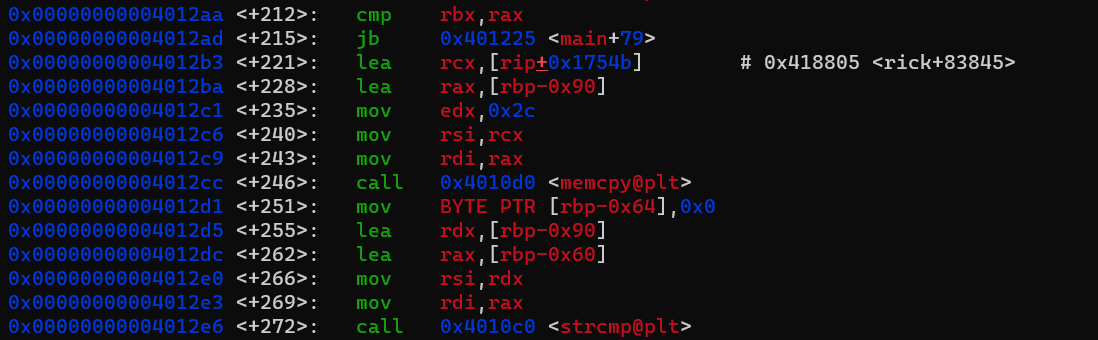 0x00000000004012aa <+212>: cmp rbx,rax
0x00000000004012ad <+215>: jb 0x401225 <main+79>
0x00000000004012b3 <+221>: lea rcx,[rip+0x1754b] # 0x418805 <rick+83845>
0x00000000004012ba <+228>: lea rax,[rbp-0x90]
0x00000000004012c1 <+235>: mov edx,0x2c
0x00000000004012c6 <+240>: mov rsi,rcx
0x00000000004012c9 <+243>: mov rdi,rax
0x00000000004012cc <+246>: call 0x4010d0 <memcpy@plt>
0x00000000004012d1 <+251>: mov BYTE PTR [rbp-0x64],0x0
0x00000000004012d5 <+255>: lea rdx,[rbp-0x90]
0x00000000004012dc <+262>: lea rax,[rbp-0x60]
0x00000000004012e0 <+266>: mov rsi,rdx
0x00000000004012e3 <+269>: mov rdi,rax
0x00000000004012e6 <+272>: call 0x4010c0 <strcmp@plt>